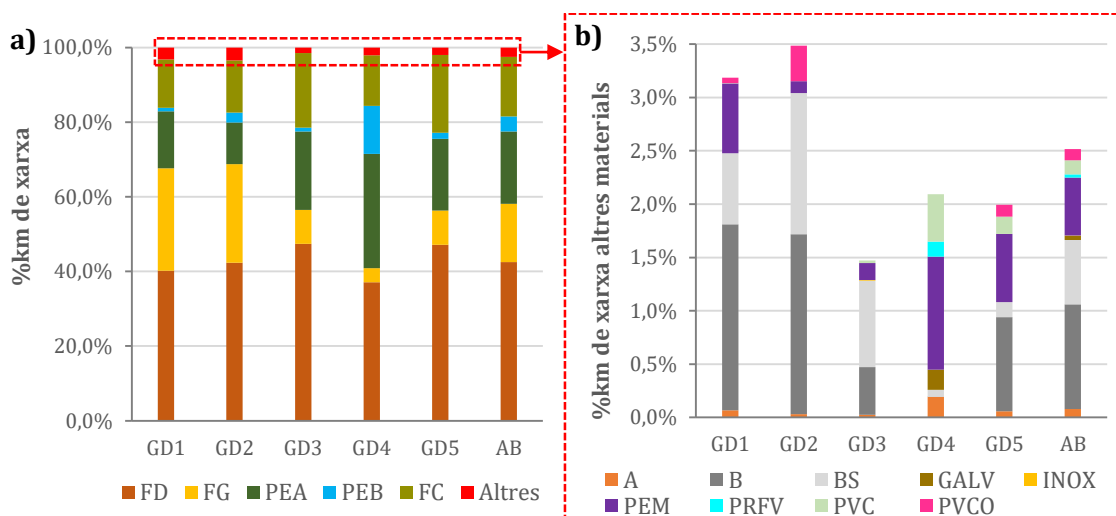 a)
%km de xarxa
100,0%
80,0%
60,0%
40,0%
20,0%
0,0%
GD1 GD2 GD3 GD4 GD5 AB
FD FG PEA PEB FC Altres
b)
%km de xarxa altres materials
3,5%
3,0%
2,5%
2,0%
1,5%
1,0%
0,5%
0,0%
GD1 GD2 GD3 GD4 GD5 AB
A B BS GALV INOX
PEM PRFV PVC PVCO